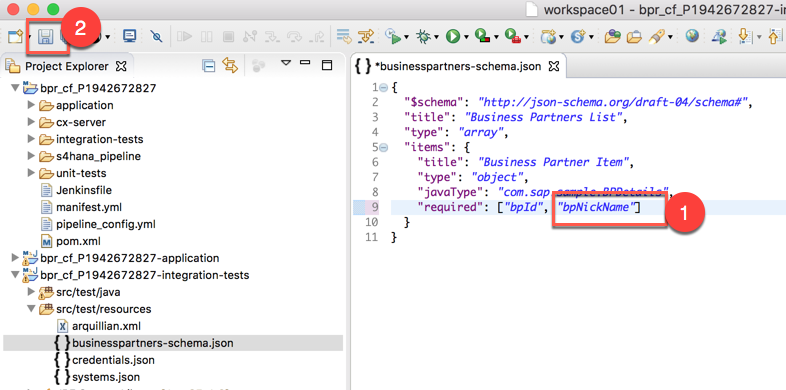 workspace01 - bpr_cf_P1942672827-in
2
Project Explorer
*businesspartners-schema.json
bpr_cf_P1942672827
application
cx-server
integration-tests
s4hana_pipeline
unit-tests
Jenkinsfile
manifest.yml
pipeline_config.yml
pom.xml
bpr_cf_P1942672827-application
bpr_cf_P1942672827-integration-tests
src/test/java
src/test/resources
arquillian.xml
businesspartners-schema.json
credentials.json
systems.json
1 {
2 "$schema": "http://json-schema.org/draft-04/schema#",
3 "title": "Business Partners List",
4 "type": "array",
5 "items": {
6 "title": "Business Partner Item",
7 "type": "object",
8 "javaType": "com.sap.sample.BPDetails",
9 "required": ["bpId", "bpNickName"]
10 }
11 }
1